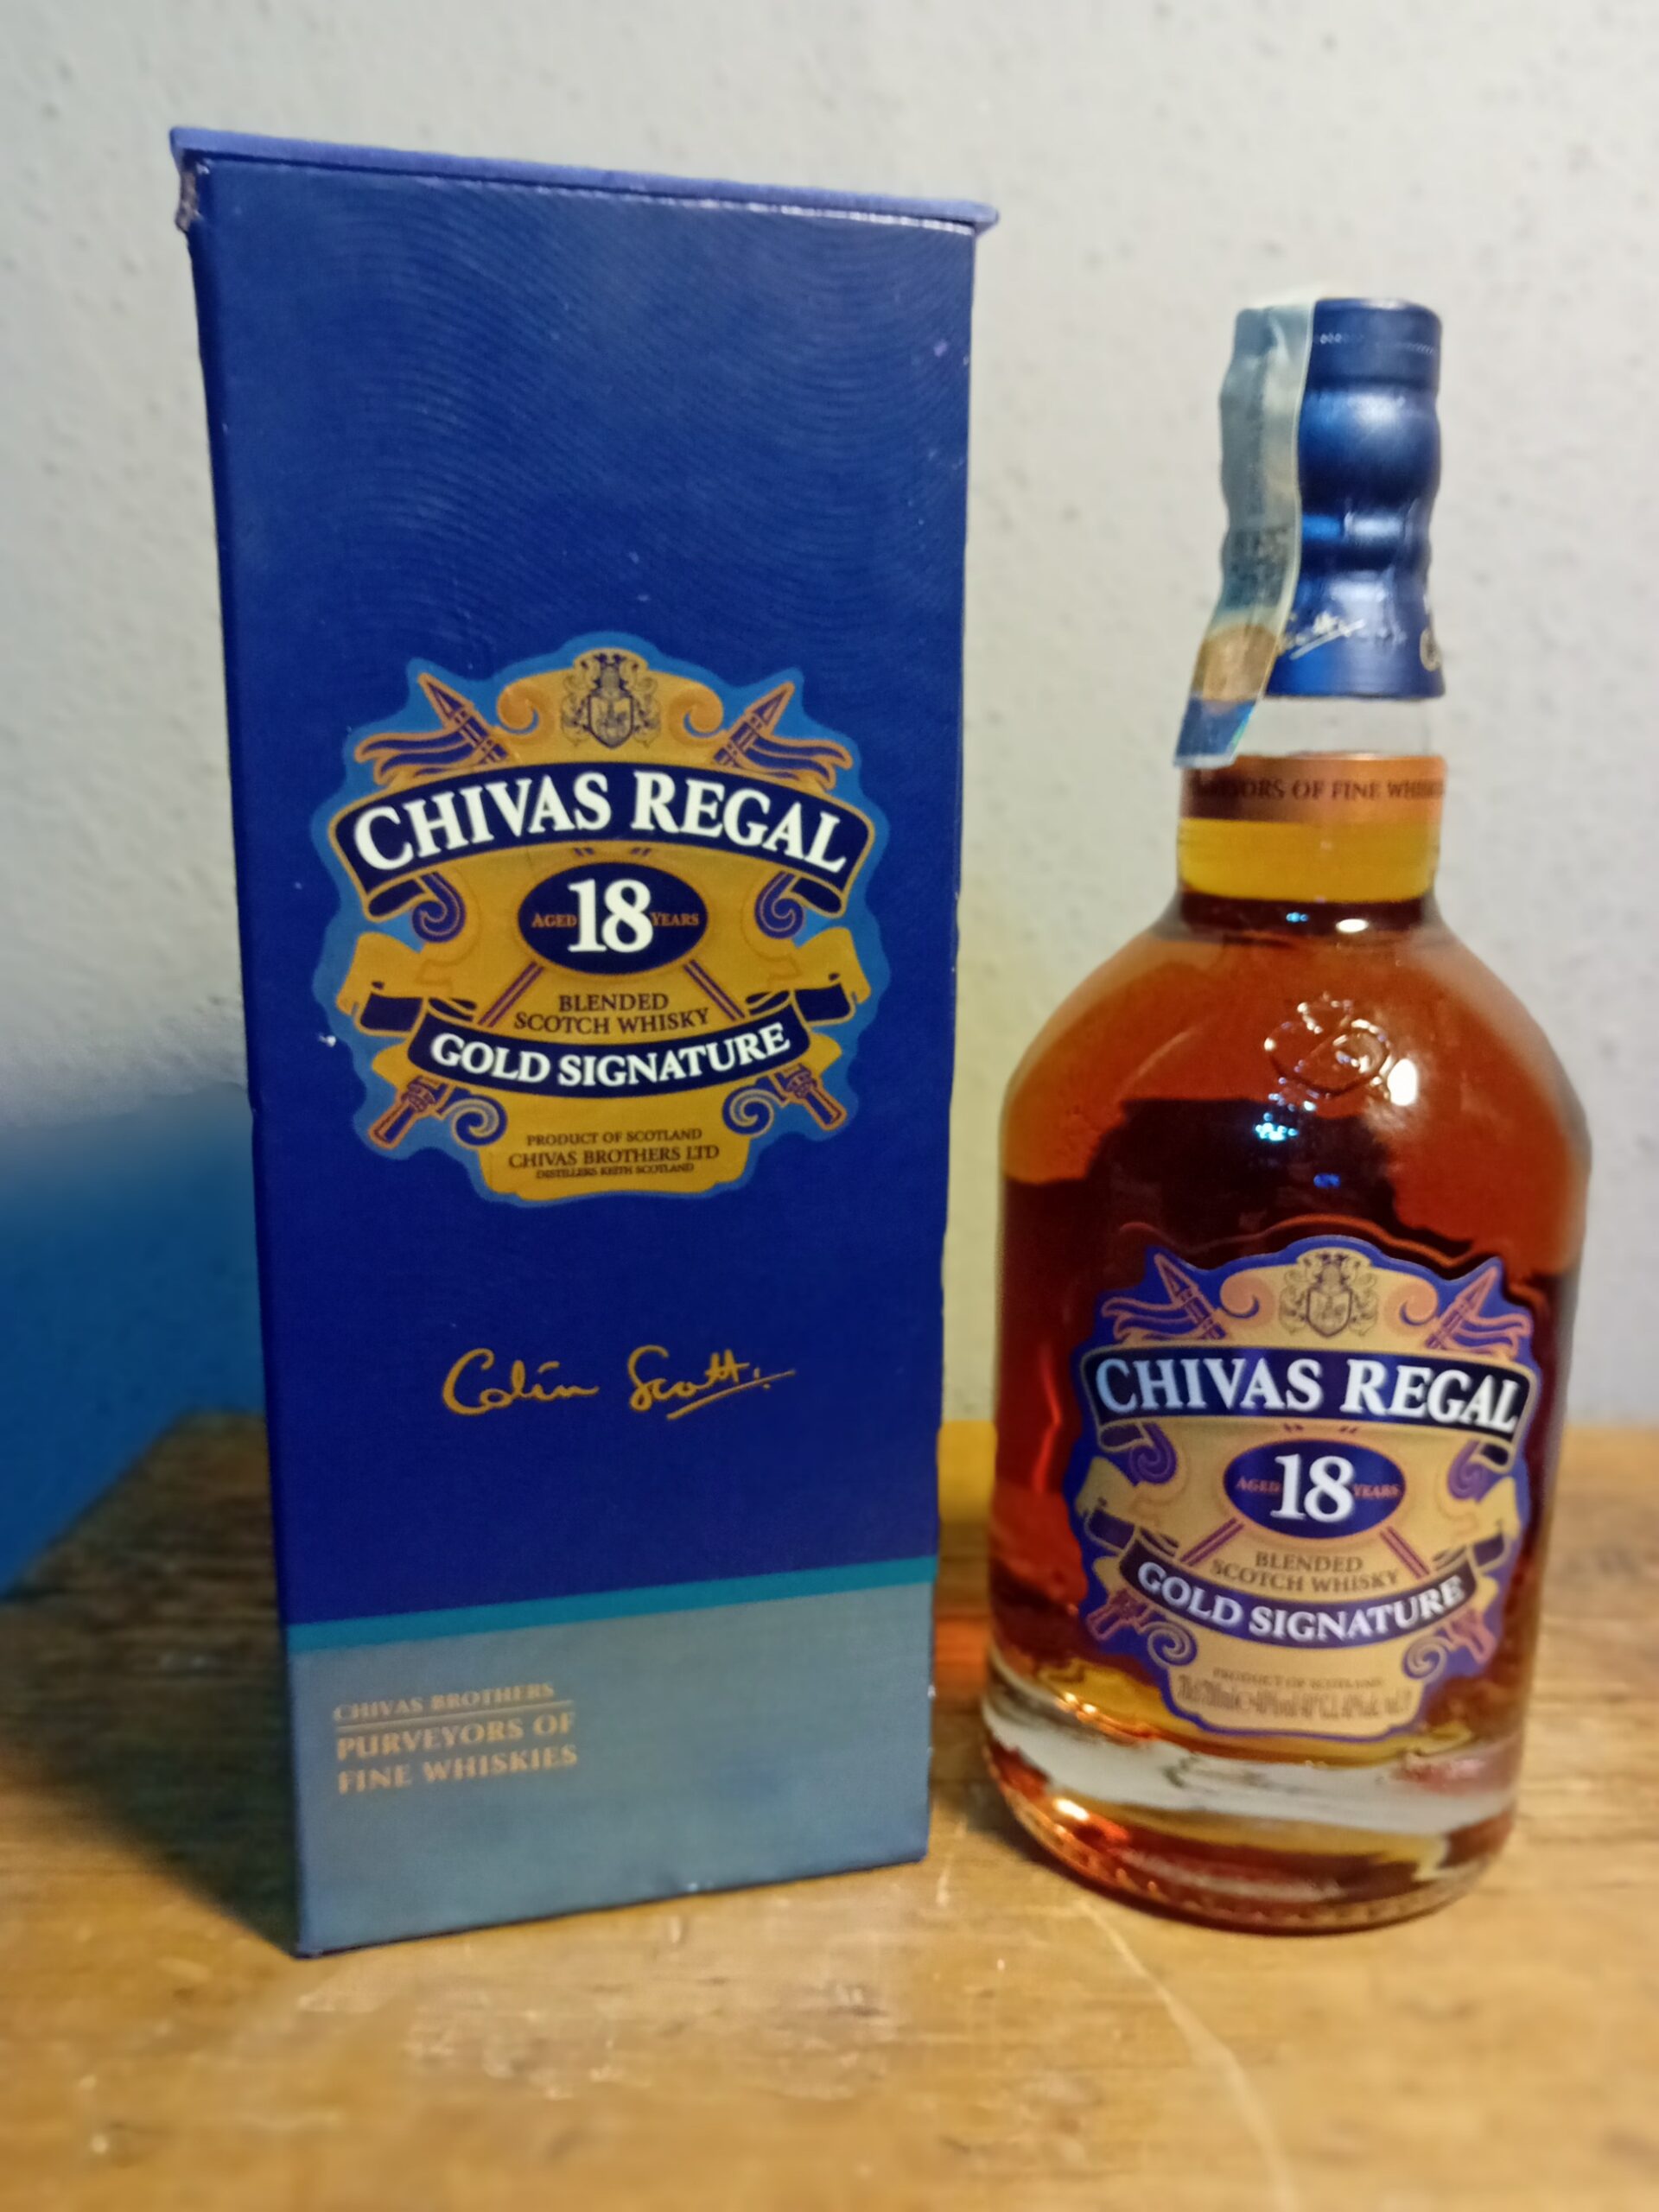 CHIVAS REGAL
AGED 18 YEARS
BLENDED
SCOTCH WHISKY
GOLD SIGNATURE
PRODUCT OF SCOTLAND
CHIVAS BROTHERS LTD
DISTILLERS KEITH SCOTLAND
Colin Scott.
CHIVAS BROTHERS
PURVEYORS OF
FINE WHISKIES
OF FINE
CHIVAS REGAL
AGED 18 YEARS
BLENDED
SCOTCH WHISKY
GOLD SIGNATURE
PRODUCT OF SCOTLAND